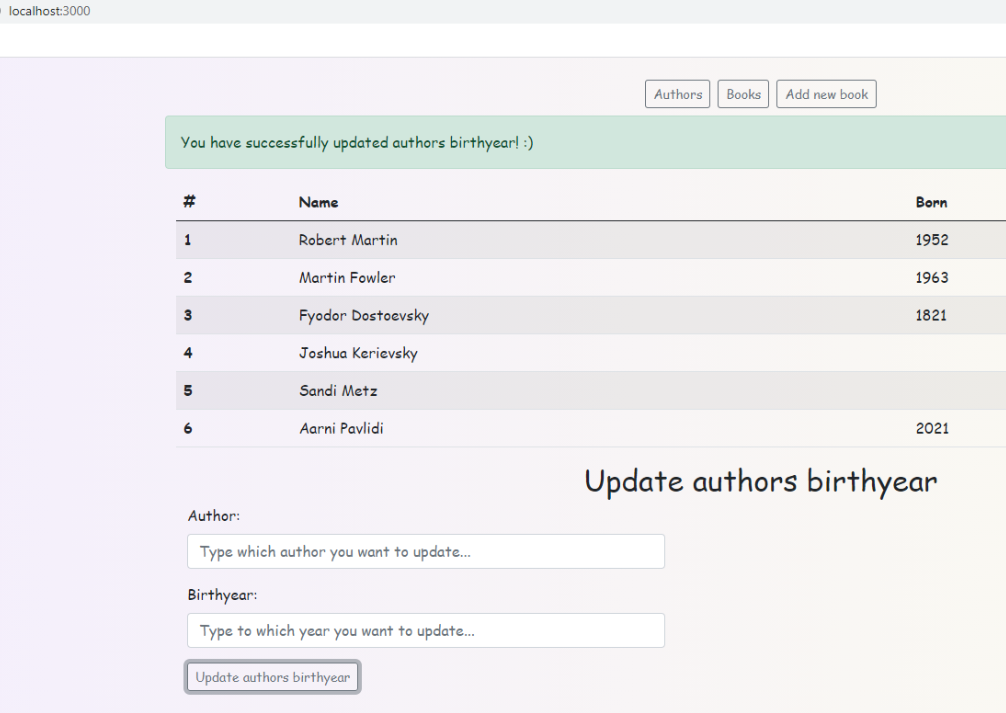 localhost:3000
Authors Books Add new book
You have successfully updated authors birthyear! :)
# Name Born
1 Robert Martin 1952
2 Martin Fowler 1963
3 Fyodor Dostoevsky 1821
4 Joshua Kerievsky
5 Sandi Metz
6 Aarni Pavlidi 2021
Update authors birthyear
Author:
Type which author you want to update...
Birthyear:
Type to which year you want to update...
Update authors birthyear